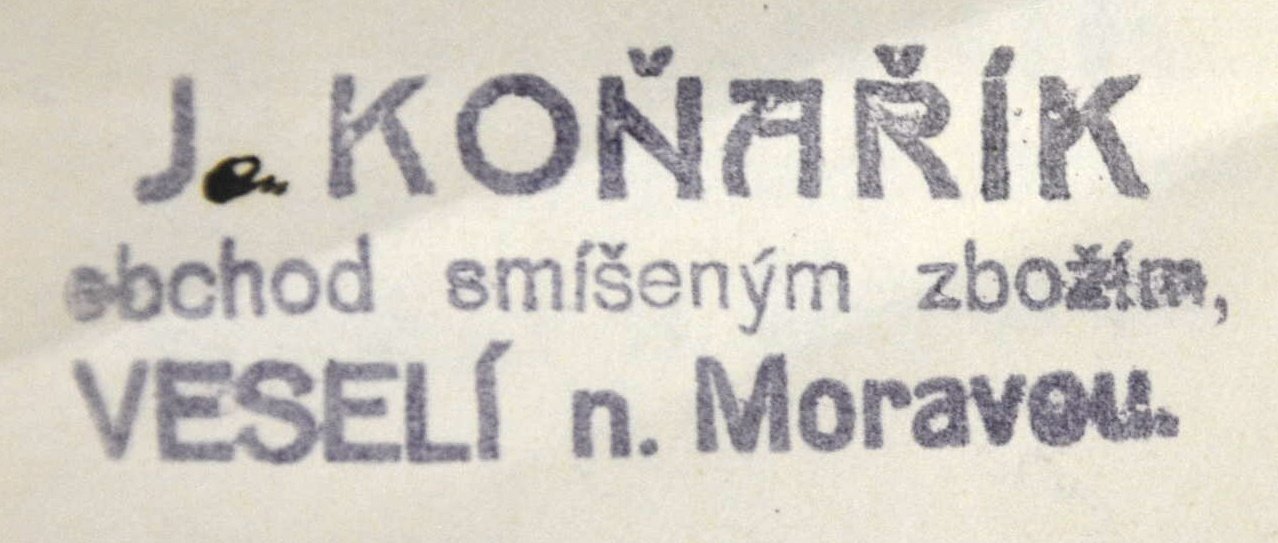 J. KOŇAŘÍK
obchod smíšeným zbožím,
VESELÍ n. Moravou.